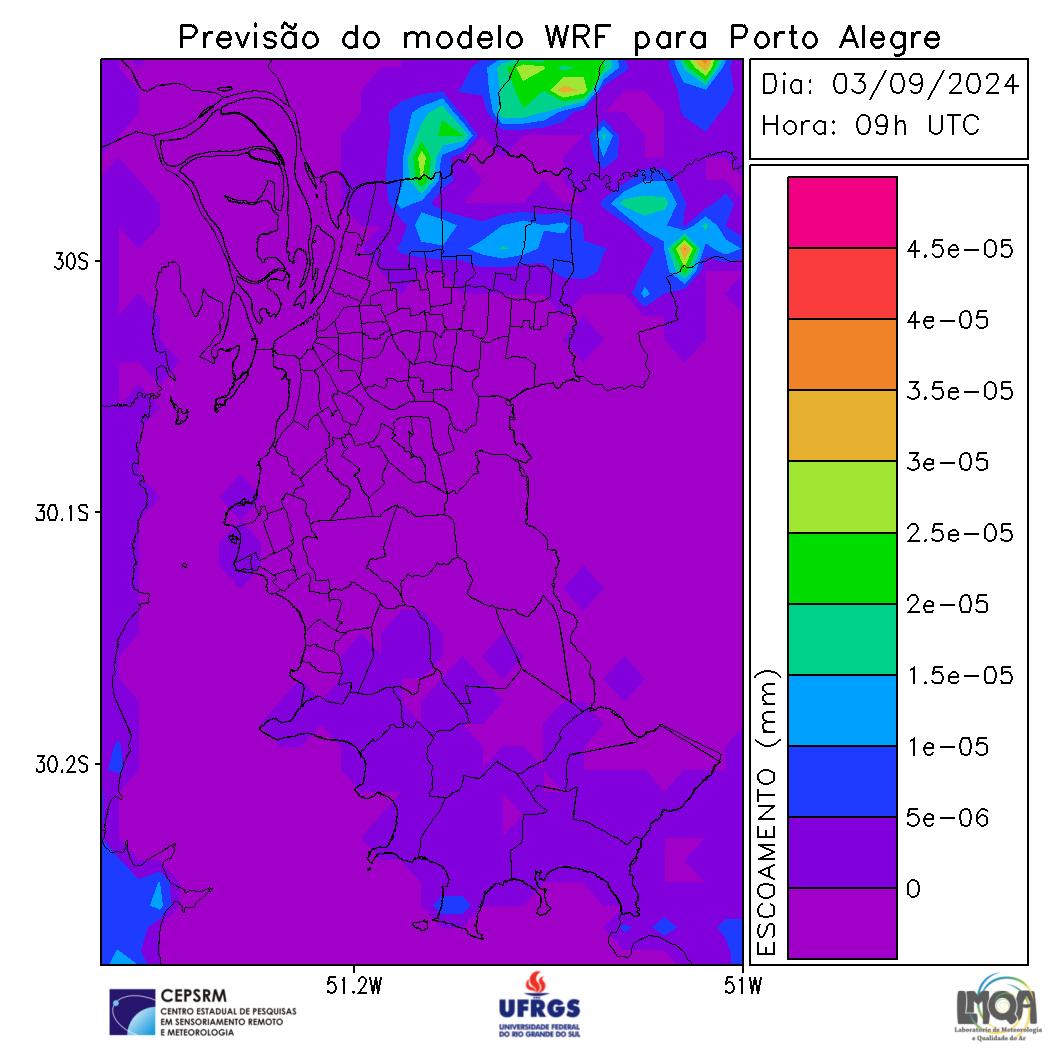 Previsão do modelo WRF para Porto Alegre
Dia: 03/09/2024
Hora: 09h UTC
30S
30.1S
30.2S
51.2W
51W
ESCOAMENTO (mm)
4.5e-05
4e-05
3.5e-05
3e-05
2.5e-05
2e-05
1.5e-05
1e-05
5e-06
0
CEPSRM
CENTRO ESTADUAL DE PESQUISAS
EM SENSORIAMENTO REMOTO
E METEOROLOGIA
UFRGS
UNIVERSIDADE FEDERAL
DO RIO GRANDE DO SUL
LMQA
Laboratório de Meteorologia
e Qualidade do Ar